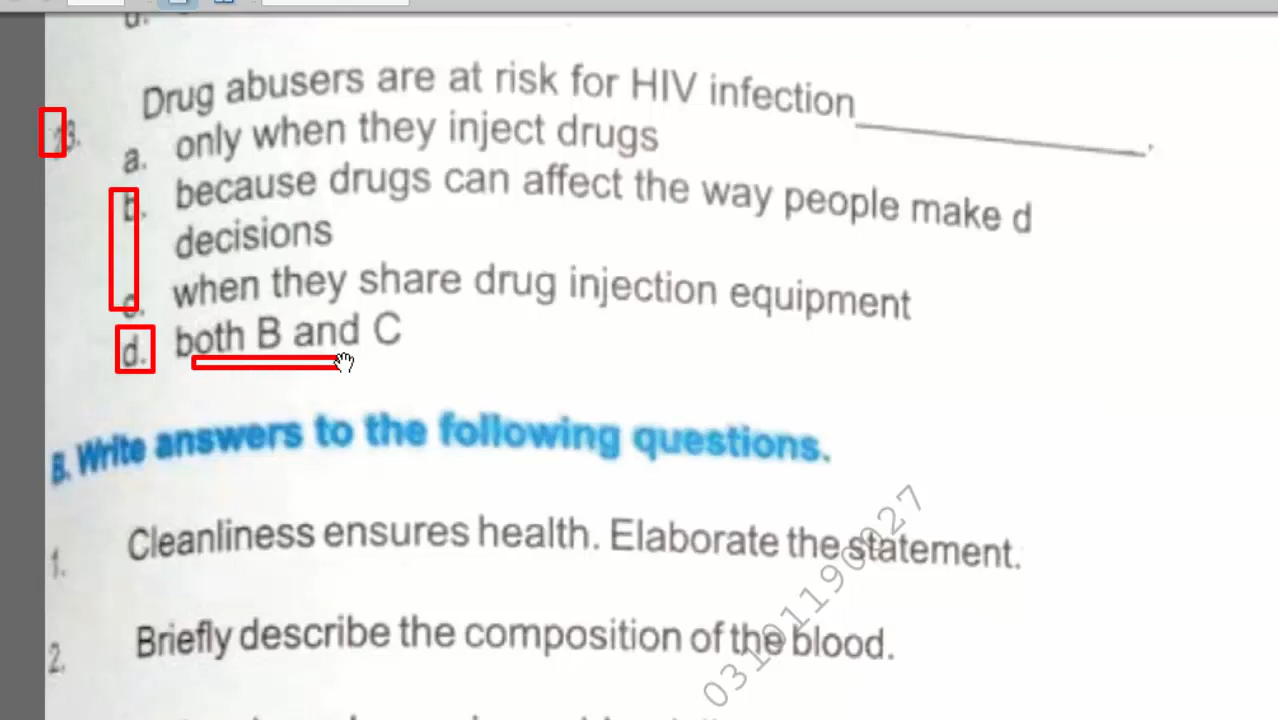 Drug abusers are at risk for HIV infection__________.
a. only when they inject drugs
b. because drugs can affect the way people make d
decisions
c. when they share drug injection equipment
d. both B and C
B. Write answers to the following questions.
1. Cleanliness ensures health. Elaborate the statement.
2. Briefly describe the composition of the blood.